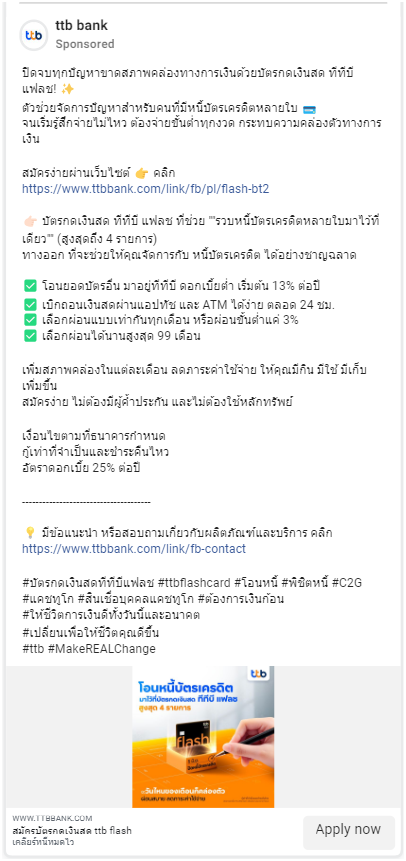 ttb bank
Sponsored
ปิดจบทุกปัญหาขาดสภาพคล่องทางการเงินด้วยบัตรกดเงินสด ทีทีบี
แฟลช! ✨
ตัวช่วยจัดการปัญหาสำหรับคนที่มีหนี้บัตรเครดิตหลายใบ 💳
จนเริ่มรู้สึกจ่ายไม่ไหว ต้องจ่ายขั้นต่ำทุกงวด กระทบความคล่องตัวทางการ
เงิน
สมัครง่ายผ่านเว็บไซต์ 👉 คลิก
https://www.ttbbank.com/link/fb/pl/flash-bt2
👉🏻 บัตรกดเงินสด ทีทีบี แฟลช ที่ช่วย ""รวบหนี้บัตรเครดิตหลายใบมาไว้ที่
เดียว"" (สูงสุดถึง 4 รายการ)
ทางออก ที่จะช่วยให้คุณจัดการกับ หนี้บัตรเครดิต ได้อย่างชาญฉลาด
✅ โอนยอดบัตรอื่น มาอยู่ที่ทีบี ดอกเบี้ยต่ำ เริ่มต้น 13% ต่อปี
✅ เบิกถอนเงินสดผ่านแอปทัช และ ATM ได้ง่าย ตลอด 24 ชม.
✅ เลือกผ่อนแบบเท่ากันทุกเดือน หรือผ่อนขั้นต่ำแค่ 3%
✅ เลือกผ่อนได้นานสูงสุด 99 เดือน
เพิ่มสภาพคล่องในแต่ละเดือน ลดภาระค่าใช้จ่าย ให้คุณมีกิน มีใช้ มีเก็บ
เพิ่มขึ้น
สมัครง่าย ไม่ต้องมีผู้ค้ำประกัน และไม่ต้องใช้หลักทรัพย์
เงื่อนไขตามที่ธนาคารกำหนด
กู้เท่าที่จำเป็นและชำระคืนไหว
อัตราดอกเบี้ย 25% ต่อปี
--------------------------------------
💡 มีข้อแนะนำ หรือสอบถามเกี่ยวกับผลิตภัณฑ์และบริการ คลิก
https://www.ttbbank.com/link/fb-contact
#บัตรกดเงินสดทีทีบีแฟลช #ttbflashcard #โอนหนี้ #พิชิตหนี้ #C2G
#แคชทูโก #สินเชื่อบุคคลแคชทูโก #ต้องการเงินก้อน
#ให้ชีวิตการเงินดีทั้งวันนี้และอนาคต
#เปลี่ยนเพื่อให้ชีวิตคุณดีขึ้น
#ttb #MakeREALChange
ttb
โอนหนี้บัตรเครดิต
มาไว้ที่บัตรกดเงินสด ทีทีบี แฟลช
สูงสุด 4 รายการ
flash
#วันไหนของเดือนก็คล่องตัว
WWW.TTBBANK.COM
สมัครบัตรกดเงินสด ttb flash
เคลียร์หนี้หมดไว
Apply now